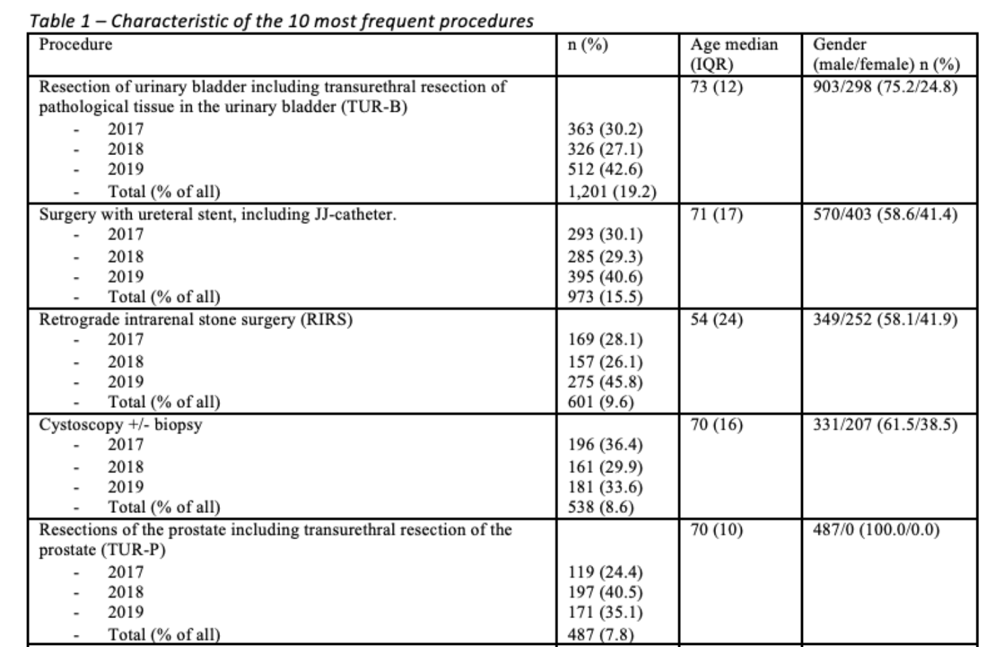 Table 1 – Characteristic of the 10 most frequent procedures
Procedure n (%) Age median Gender
(IQR) (male/female) n (%)
Resection of urinary bladder including transurethral resection of 73 (12) 903/298 (75.2/24.8)
pathological tissue in the urinary bladder (TUR-B)
- 2017 363 (30.2)
- 2018 326 (27.1)
- 2019 512 (42.6)
- Total (% of all) 1,201 (19.2)
Surgery with ureteral stent, including JJ-catheter. 71 (17) 570/403 (58.6/41.4)
- 2017 293 (30.1)
- 2018 285 (29.3)
- 2019 395 (40.6)
- Total (% of all) 973 (15.5)
Retrograde intrarenal stone surgery (RIRS) 54 (24) 349/252 (58.1/41.9)
- 2017 169 (28.1)
- 2018 157 (26.1)
- 2019 275 (45.8)
- Total (% of all) 601 (9.6)
Cystoscopy +/- biopsy 70 (16) 331/207 (61.5/38.5)
- 2017 196 (36.4)
- 2018 161 (29.9)
- 2019 181 (33.6)
- Total (% of all) 538 (8.6)
Resections of the prostate including transurethral resection of the 70 (10) 487/0 (100.0/0.0)
prostate (TUR-P)
- 2017 119 (24.4)
- 2018 197 (40.5)
- 2019 171 (35.1)
- Total (% of all) 487 (7.8)